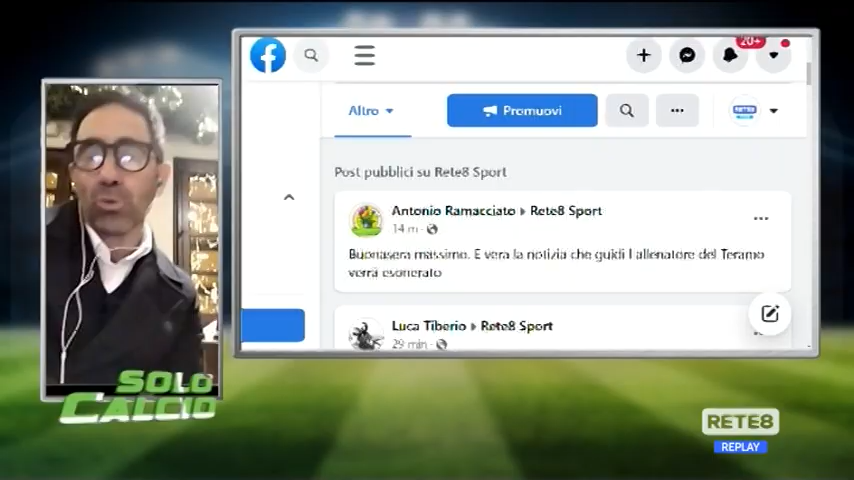 20+
Altro
Promuovi
Post pubblici su Rete8 Sport
Antonio Ramacciato Rete8 Sport
14 m
Buonasera massimo. E vera la notizia che guidi l allenatore del Teramo
verrà esonerato
Luca Tiberio Rete8 Sport
29 min
SOLO
CALCIO
RETE8
REPLAY